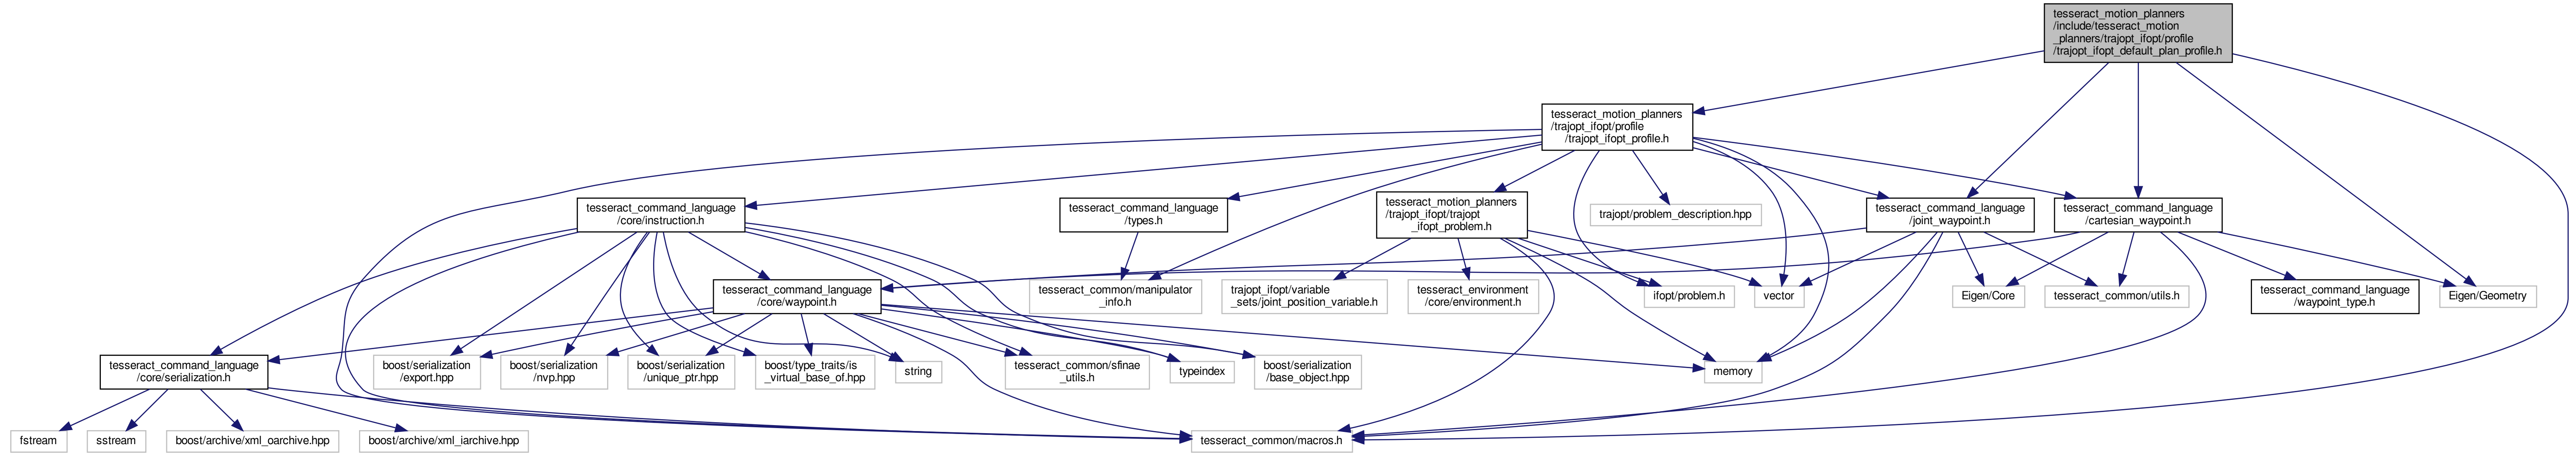 tesseract_motion_planners
/include/tesseract_motion
_planners/trajopt_ifopt/profile
/trajopt_ifopt_default_plan_profile.h
tesseract_motion_planners
/trajopt_ifopt/profile
/trajopt_ifopt_profile.h
tesseract_command_language
/core/instruction.h
tesseract_command_language
/types.h
tesseract_motion_planners
/trajopt_ifopt/trajopt
_ifopt_problem.h
trajopt/problem_description.hpp
tesseract_command_language
/joint_waypoint.h
tesseract_command_language
/cartesian_waypoint.h
tesseract_command_language
/core/waypoint.h
tesseract_common/manipulator
_info.h
trajopt_ifopt/variable
_sets/joint_position_variable.h
tesseract_environment
/core/environment.h
ifopt/problem.h
vector
Eigen/Core
tesseract_common/utils.h
tesseract_command_language
/waypoint_type.h
Eigen/Geometry
tesseract_command_language
/core/serialization.h
boost/serialization
/export.hpp
boost/serialization
/nvp.hpp
boost/serialization
/unique_ptr.hpp
boost/type_traits/is
_virtual_base_of.hpp
string
tesseract_common/sfinae
_utils.h
typeindex
boost/serialization
/base_object.hpp
memory
fstream
sstream
boost/archive/xml_oarchive.hpp
boost/archive/xml_iarchive.hpp
tesseract_common/macros.h